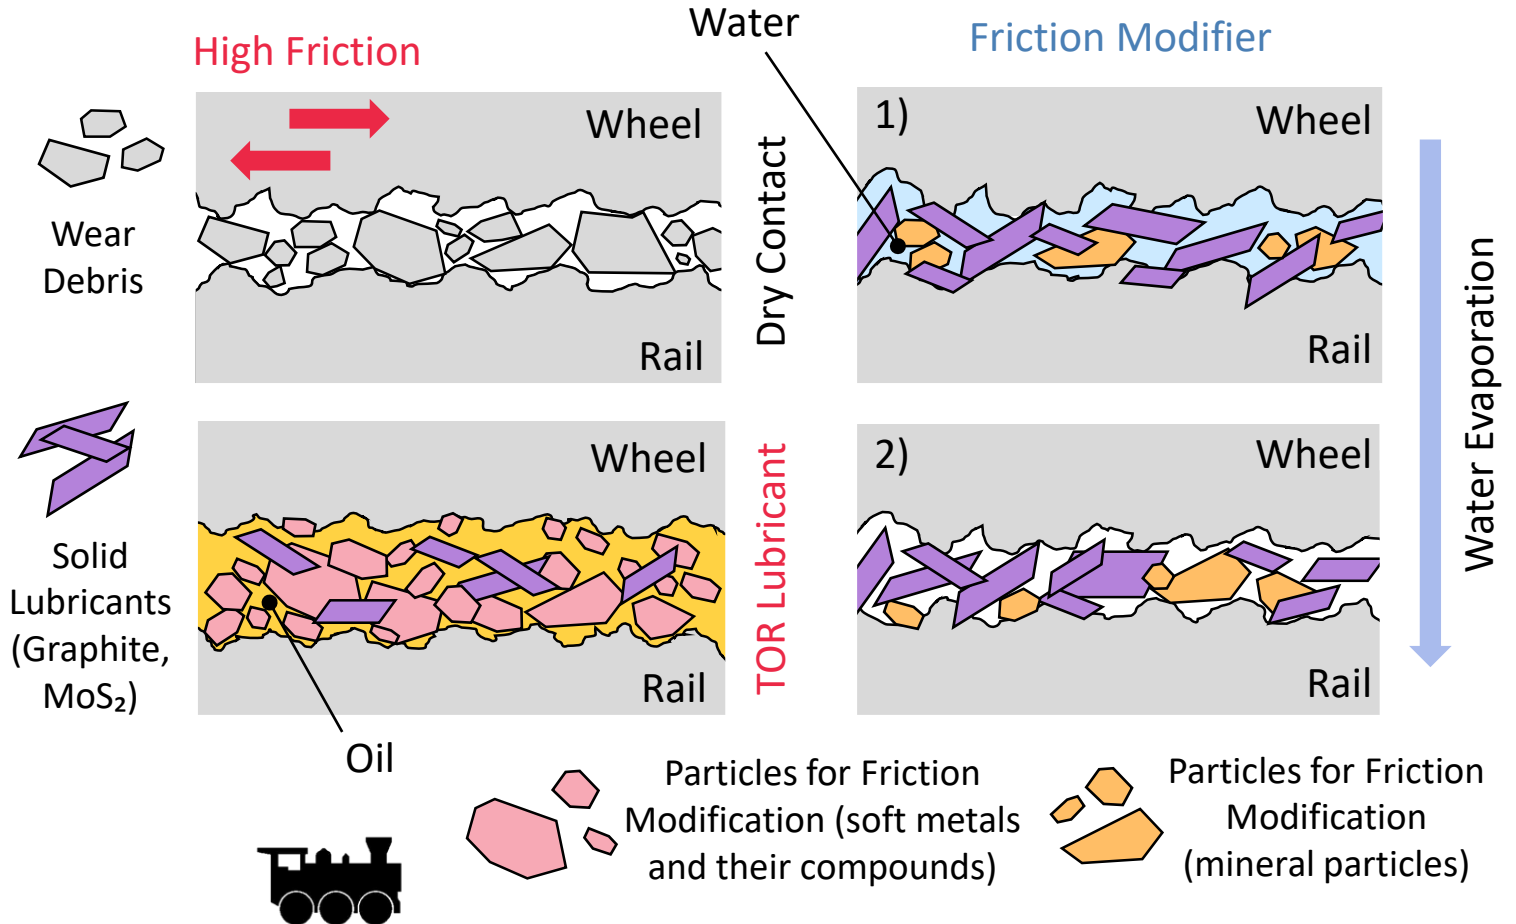 High Friction
Water
Friction Modifier
Wear
Debris
Wheel
Rail
Dry Contact
1)
Wheel
Rail
Water Evaporation
Solid
Lubricants
(Graphite,
MoS₂)
Wheel
Rail
Oil
TOR Lubricant
2)
Wheel
Rail
Particles for Friction
Modification (soft metals
and their compounds)
Particles for Friction
Modification
(mineral particles)